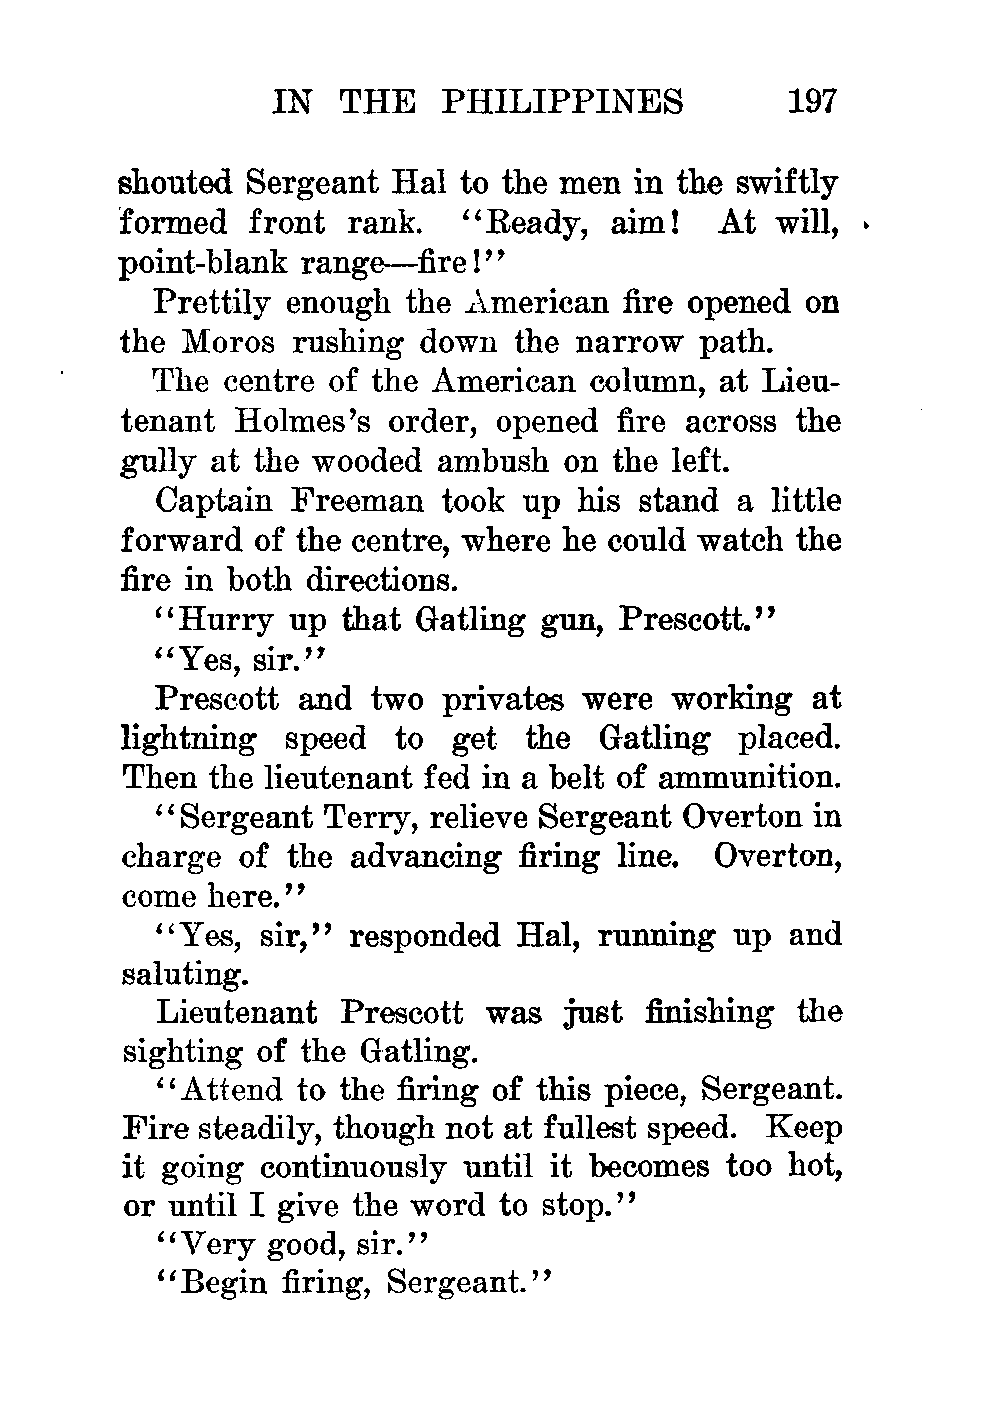 IN THE PHILIPPINES 197
shouted Sergeant Hal to the men in the swiftly
formed front rank. "Ready, aim! At will,
point-blank range—fire!"
Prettily enough the American fire opened on
the Moros rushing down the narrow path.
The centre of the American column, at Lieu-
tenant Holmes's order, opened fire across the
gully at the wooded ambush on the left.
Captain Freeman took up his stand a little
forward of the centre, where he could watch the
fire in both directions.
"Hurry up that Gatling gun, Prescott."
"Yes, sir."
Prescott and two privates were working at
lightning speed to get the Gatling placed.
Then the lieutenant fed in a belt of ammunition.
"Sergeant Terry, relieve Sergeant Overton in
charge of the advancing firing line. Overton,
come here."
"Yes, sir," responded Hal, running up and
saluting.
Lieutenant Prescott was just finishing the
sighting of the Gatling.
"Attend to the firing of this piece, Sergeant.
Fire steadily, though not at fullest speed. Keep
it going continuously until it becomes too hot,
or until I give the word to stop."
"Very good, sir."
"Begin firing, Sergeant."